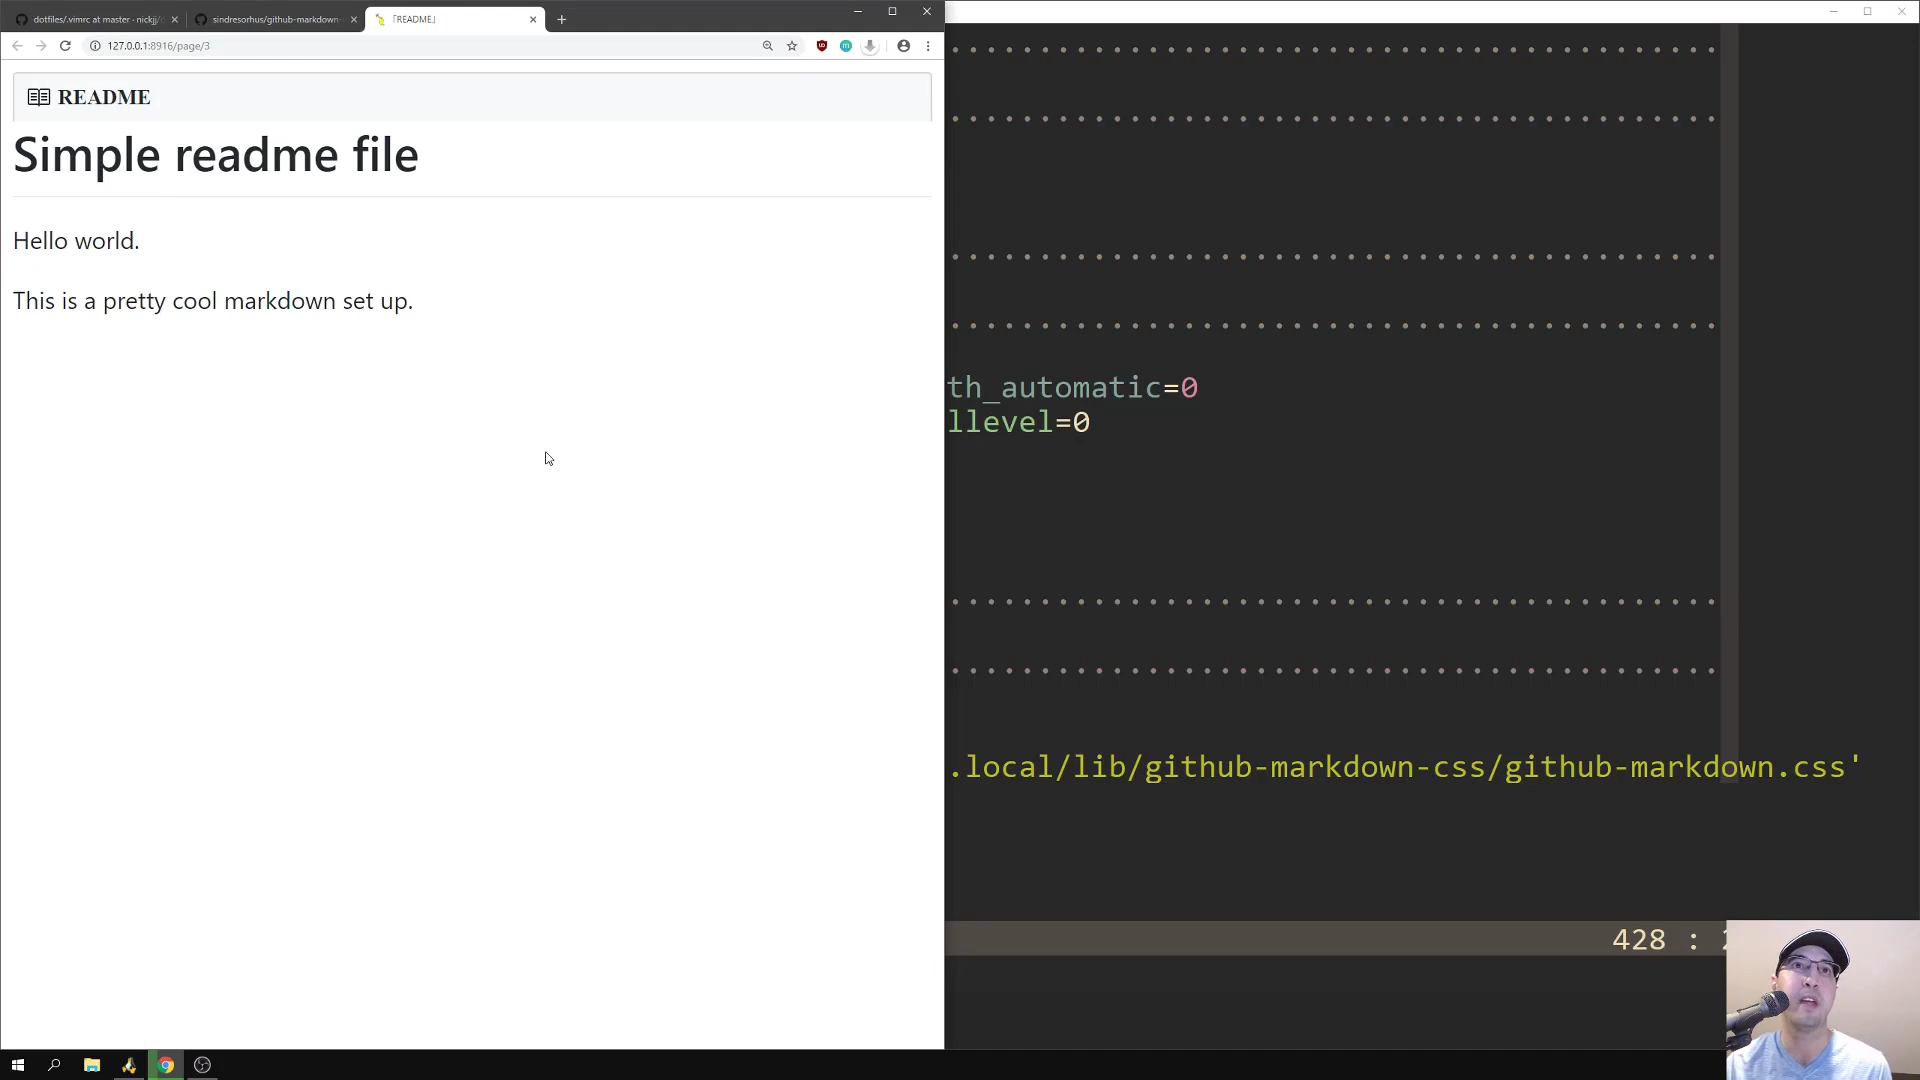 dotfiles/.vimrc at master · nickjj/
sindresorhus/github-markdown-
「README」
127.0.0.1:8916/page/3
README
Simple readme file
Hello world.
This is a pretty cool markdown set up.
th_automatic=0
llevel=0
.local/lib/github-markdown-css/github-markdown.css'
428 :